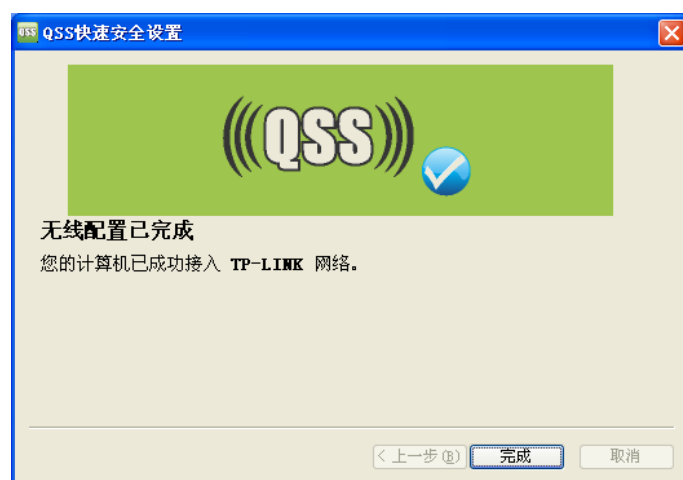 QSS QSS快速安全设置
(((QSS)))
无线配置已完成
您的计算机已成功接入 TP-LINK 网络。
< 上一步(B) 完成 取消